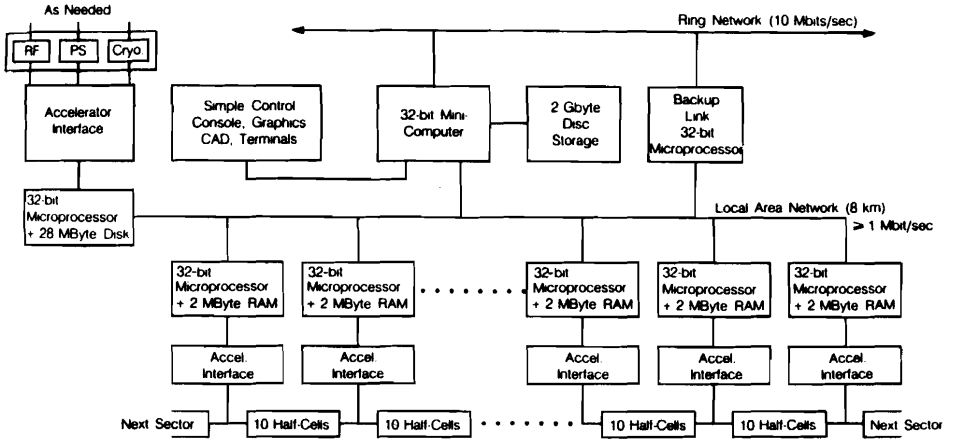 As Needed
RF
PS
Cryo.
Ring Network (10 Mbits/sec)
Accelerator
Interface
Simple Control
Console, Graphics
CAD, Terminals
32-bit Mini-
Computer
2 Gbyte
Disc
Storage
Backup
Link
32-bit
Microprocessor
32-bit
Microprocessor
+ 28 MByte Disk
Local Area Network (8 km)
≥ 1 Mbit/sec
32-bit
Microprocessor
+ 2 MByte RAM
32-bit
Microprocessor
+ 2 MByte RAM
32-bit
Microprocessor
+ 2 MByte RAM
32-bit
Microprocessor
+ 2 MByte RAM
32-bit
Microprocessor
+ 2 MByte RAM
Accel.
Interface
Accel.
Interface
Accel.
Interface
Accel.
Interface
Accel.
Interface
Next Sector
10 Half-Cells
10 Half-Cells
10 Half-Cells
10 Half-Cells
Next Sector